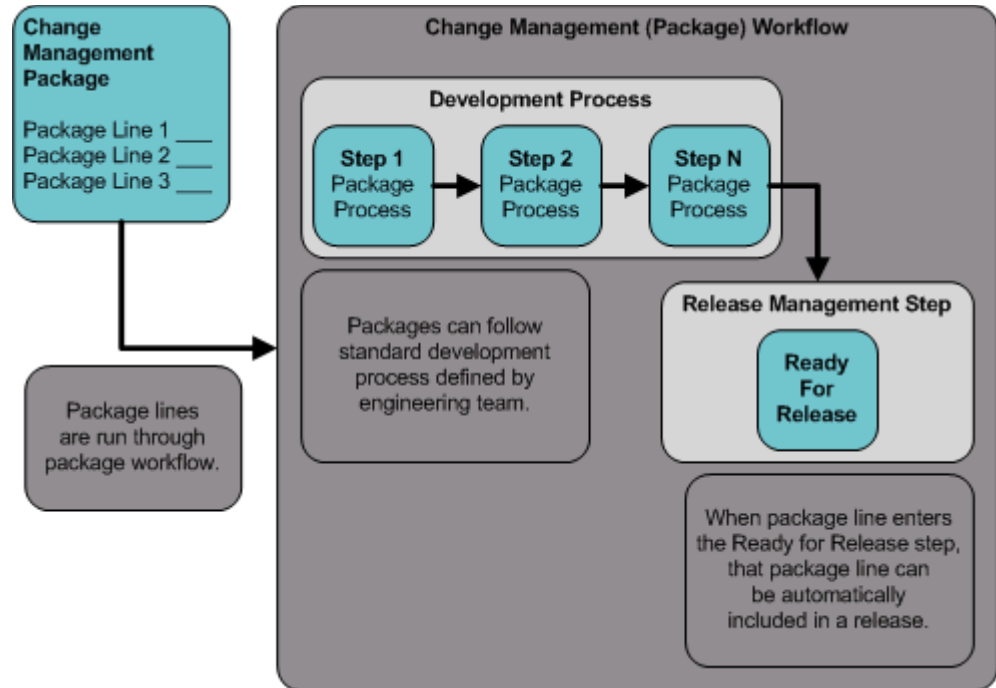 Change
Management
Package
Package Line 1 ___
Package Line 2 ___
Package Line 3 ___
Package lines
are run through
package workflow.
Change Management (Package) Workflow
Development Process
Step 1
Package
Process
Step 2
Package
Process
Step N
Package
Process
Packages can follow
standard development
process defined by
engineering team.
Release Management Step
Ready
For
Release
When package line enters
the Ready for Release step,
that package line can
be automatically
included in a release.